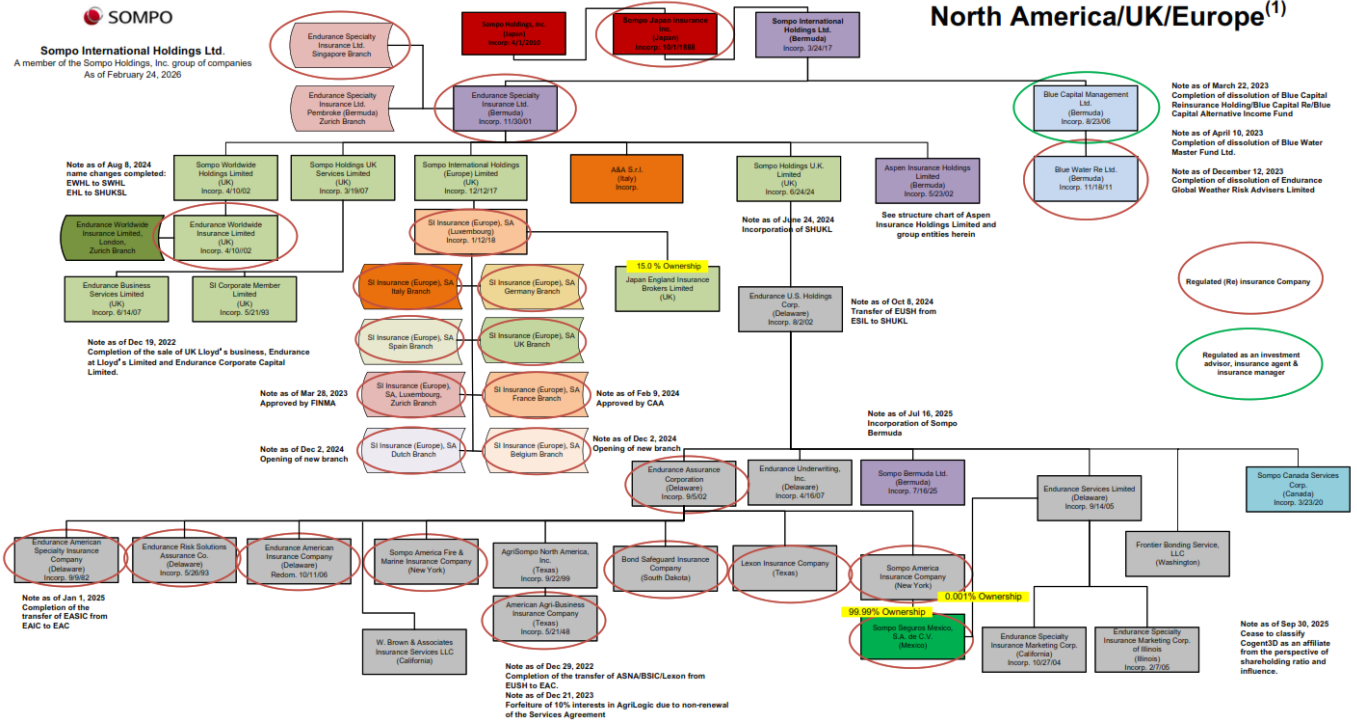 SOMPO
Sompo International Holdings Ltd.
A member of the Sompo Holdings, Inc. group of companies
As of February 24, 2026
North America/UK/Europe(1)
Endurance Specialty
Insurance Ltd.
Singapore Branch
Sompo Holdings, Inc.
(Japan)
Incorp. 4/1/2010
Sompo Japan Insurance
Inc.
(Japan)
Incorp. 10/1/1888
Sompo International
Holdings Ltd.
(Bermuda)
Incorp. 3/24/17
Endurance Specialty
Insurance Ltd.
Pembroke (Bermuda)
Zurich Branch
Endurance Specialty
Insurance Ltd.
(Bermuda)
Incorp. 11/30/01
Blue Capital Management
Ltd.
(Bermuda)
Incorp. 8/23/06
Note as of March 22, 2023
Completion of dissolution of Blue Capital
Reinsurance Holding/Blue Capital Re/Blue
Capital Alternative Income Fund
Note as of April 10, 2023
Completion of dissolution of Blue Water
Master Fund Ltd.
Note as of December 12, 2023
Completion of dissolution of Endurance
Global Weather Risk Advisers Limited
Note as of Aug 8, 2024
name changes completed:
EWHL to SWHL
EHL to SHUKSL
Sompo Worldwide
Holdings Limited
(UK)
Incorp. 4/10/02
Sompo Holdings UK
Services Limited
(UK)
Incorp. 3/19/07
Sompo International Holdings
(Europe) Limited
(UK)
Incorp. 12/12/17
A&A S.r.l.
(Italy)
Incorp.
Sompo Holdings U.K.
Limited
(UK)
Incorp. 6/24/24
Aspen Insurance Holdings
Limited
(Bermuda)
Incorp. 5/23/02
Blue Water Re Ltd.
(Bermuda)
Incorp. 11/18/11
Note as of June 24, 2024
Incorporation of SHUKL
See structure chart of Aspen
Insurance Holdings Limited and
group entities herein
Endurance Worldwide
Insurance Limited,
London,
Zurich Branch
Endurance Worldwide
Insurance Limited
(UK)
Incorp. 4/10//02
SI Insurance (Europe), SA
(Luxembourg)
Incorp. 1/12/18
Endurance Business
Services Limited
(UK)
Incorp. 6/14/07
SI Corporate Member
Limited
(UK)
Incorp. 5/21/93
SI Insurance (Europe), SA
Italy Branch
SI Insurance (Europe), SA
Germany Branch
15.0 % Ownership
Japan England Insurance
Brokers Limited
(UK)
Endurance U.S. Holdings
Corp.
(Delaware)
Incorp. 8/2/02
Note as of Oct 8, 2024
Transfer of EUSH from
ESIL to SHUKL
Regulated (Re) insurance Company
Note as of Dec 19, 2022
Completion of the sale of UK Lloyd's business, Endurance
at Lloyd's Limited and Endurance Corporate Capital
Limited.
SI Insurance (Europe), SA
Spain Branch
SI Insurance (Europe), SA
UK Branch
Regulated as an investment
advisor, insurance agent &
insurance manager
Note as of Mar 28, 2023
Approved by FINMA
SI Insurance (Europe),
SA, Luxembourg,
Zurich Branch
SI Insurance (Europe), SA
France Branch
Note as of Feb 9, 2024
Approved by CAA
Note as of Dec 2, 2024
Opening of new branch
SI Insurance (Europe), SA
Dutch Branch
SI Insurance (Europe), SA
Belgium Branch
Note as of Dec 2, 2024
Opening of new branch
Note as of Jul 16, 2025
Incorporation of Sompo
Bermuda
Endurance Assurance
Corporation
(Delaware)
Incorp. 9/5/02
Endurance Underwriting,
Inc.
(Delaware)
Incorp. 4/16/07
Sompo Bermuda Ltd.
(Bermuda)
Incorp. 7/16/25
Endurance Services Limited
(Delaware)
Incorp. 9/14/05
Sompo Canada Services
Corp.
(Canada)
Incorp. 3/23/20
Endurance American
Specialty Insurance
Company
(Delaware)
Incorp. 9/9/82
Endurance Risk Solutions
Assurance Co.
(Delaware)
Incorp. 5/26/93
Endurance American
Insurance Company
(Delaware)
Redom. 10/11/06
Sompo America Fire &
Marine Insurance Company
(New York)
AgriSompo North America,
Inc.
(Texas)
Incorp. 9/22/99
Bond Safeguard Insurance
Company
(South Dakota)
Lexon Insurance Company
(Texas)
Sompo America
Insurance Company
(New York)
Frontier Bonding Service,
LLC
(Washington)
Note as of Jan 1, 2025
Completion of the
transfer of EASIC from
EAIC to EAC
W. Brown & Associates
Insurance Services LLC
(California)
American Agri-Business
Insurance Company
(Texas)
Incorp. 5/21/48
99.99% Ownership
0.001% Ownership
Sompo Seguros Mexico,
S.A. de C.V.
(Mexico)
Endurance Specialty
Insurance Marketing Corp.
(California)
Incorp. 10/27/04
Endurance Specialty
Insurance Marketing Corp.
of Illinois
(Illinois)
Incorp. 2/7/05
Note as of Sep 30, 2025
Cease to classify
Cogent3D as an affiliate
from the perspective of
shareholding ratio and
influence.
Note as of Dec 29, 2022
Completion of the transfer of ASNA/BSIC/Lexon from
EUSH to EAC.
Note as of Dec 21, 2023
Forfeiture of 10% interests in AgriLogic due to non-renewal
of the Services Agreement